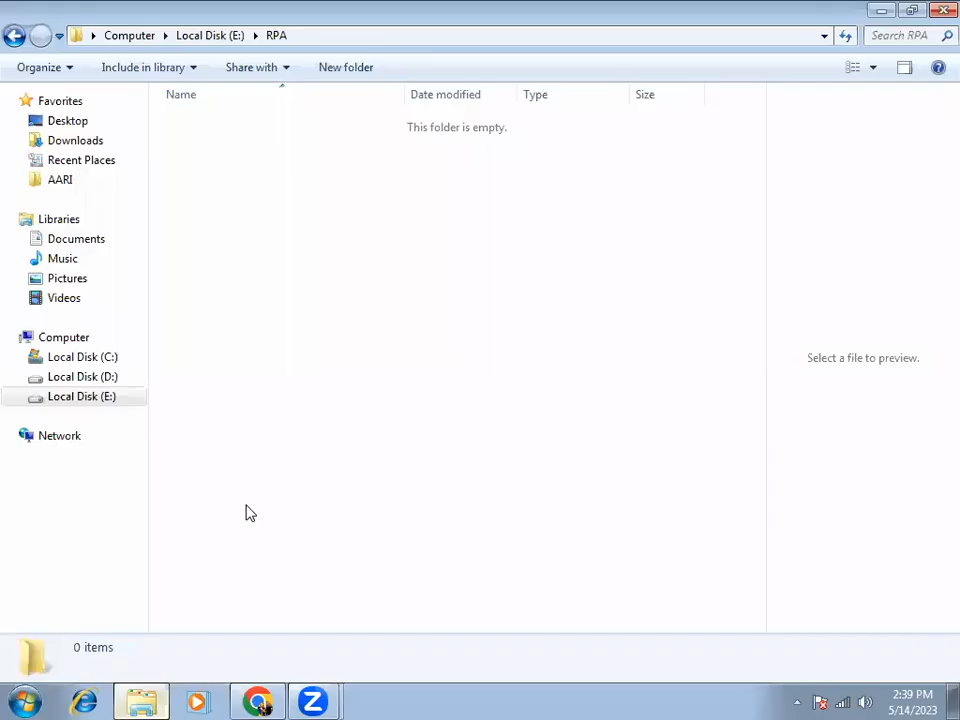 Computer Local Disk (E:) RPA
Search RPA
Organize Include in library Share with New folder
Name Date modified Type Size
This folder is empty.
Favorites
Desktop
Downloads
Recent Places
AARI
Libraries
Documents
Music
Pictures
Videos
Computer
Local Disk (C:)
Local Disk (D:)
Local Disk (E:)
Network
Select a file to preview.
0 items
2:39 PM
5/14/2023